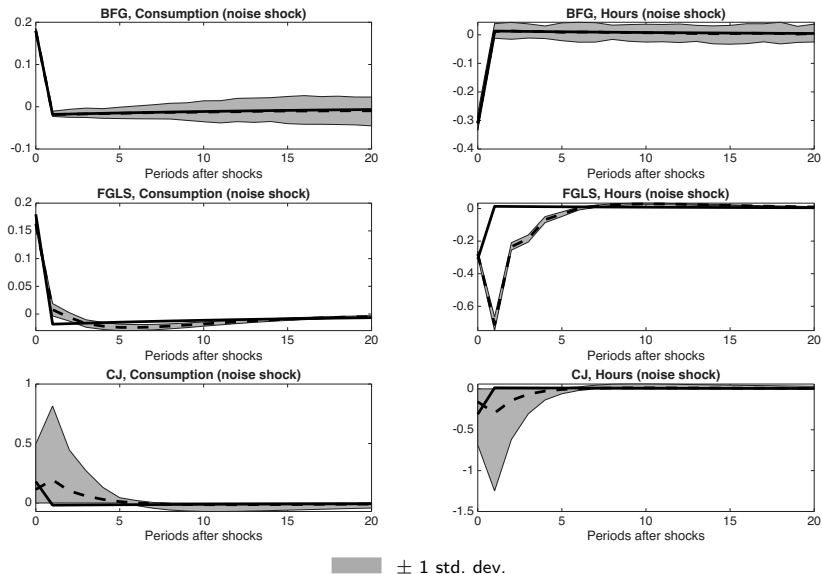 BFG, Consumption (noise shock)
0.2
0.1
0
-0.1
0 5 10 15 20
Periods after shocks
BFG, Hours (noise shock)
0
-0.1
-0.2
-0.3
-0.4
0 5 10 15 20
Periods after shocks
FGLS, Consumption (noise shock)
0.2
0.15
0.1
0.05
0
0 5 10 15 20
Periods after shocks
FGLS, Hours (noise shock)
0
-0.2
-0.4
-0.6
0 5 10 15 20
Periods after shocks
CJ, Consumption (noise shock)
1
0.5
0
0 5 10 15 20
Periods after shocks
CJ, Hours (noise shock)
0
-0.5
-1
-1.5
0 5 10 15 20
Periods after shocks
± 1 std. dev.